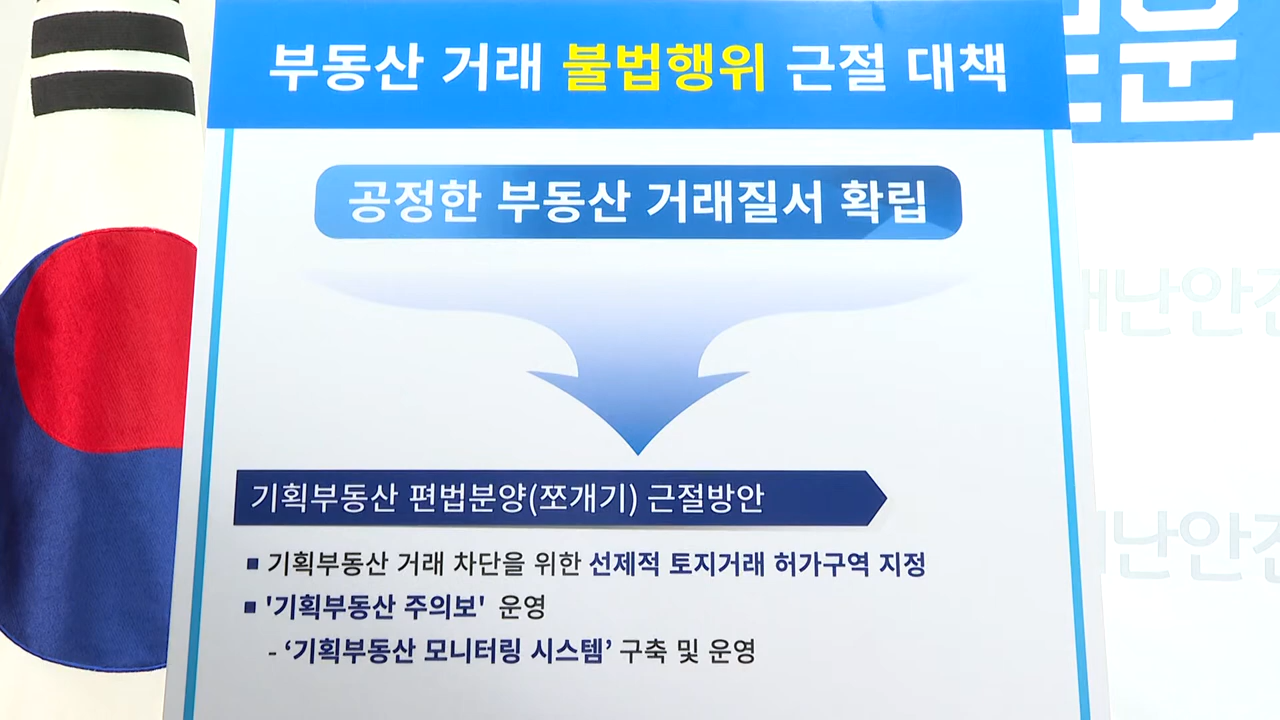 부동산 거래 불법행위 근절 대책
공정한 부동산 거래질서 확립
기획부동산 편법분양(쪼개기) 근절방안
■ 기획부동산 거래 차단을 위한 선제적 토지거래 허가구역 지정
■ '기획부동산 주의보' 운영
- ‘기획부동산 모니터링 시스템’ 구축 및 운영
난안
난안